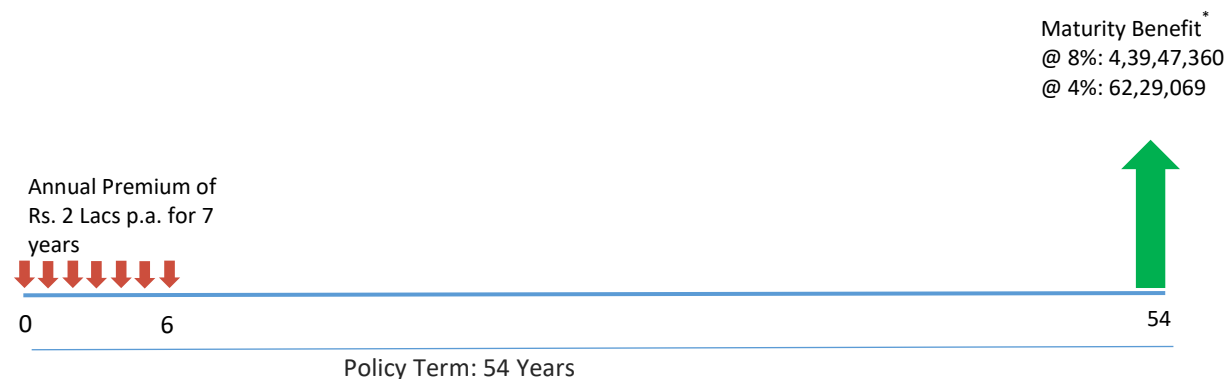 Maturity Benefit*
@ 8%: 4,39,47,360
@ 4%: 62,29,069
Annual Premium of
Rs. 2 Lacs p.a. for 7
years
0
6
54
Policy Term: 54 Years